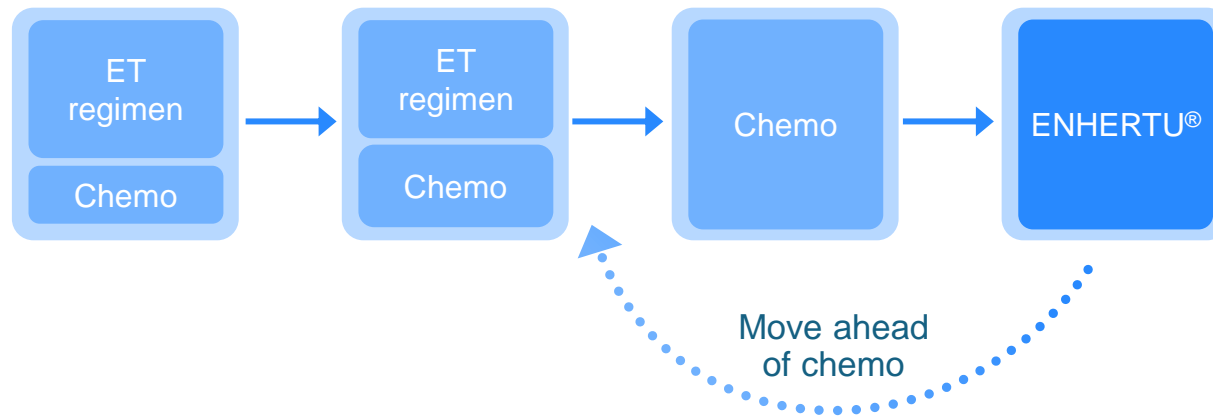 ET
regimen
Chemo
ET
regimen
Chemo
Chemo
ENHERTU®
Move ahead
of chemo